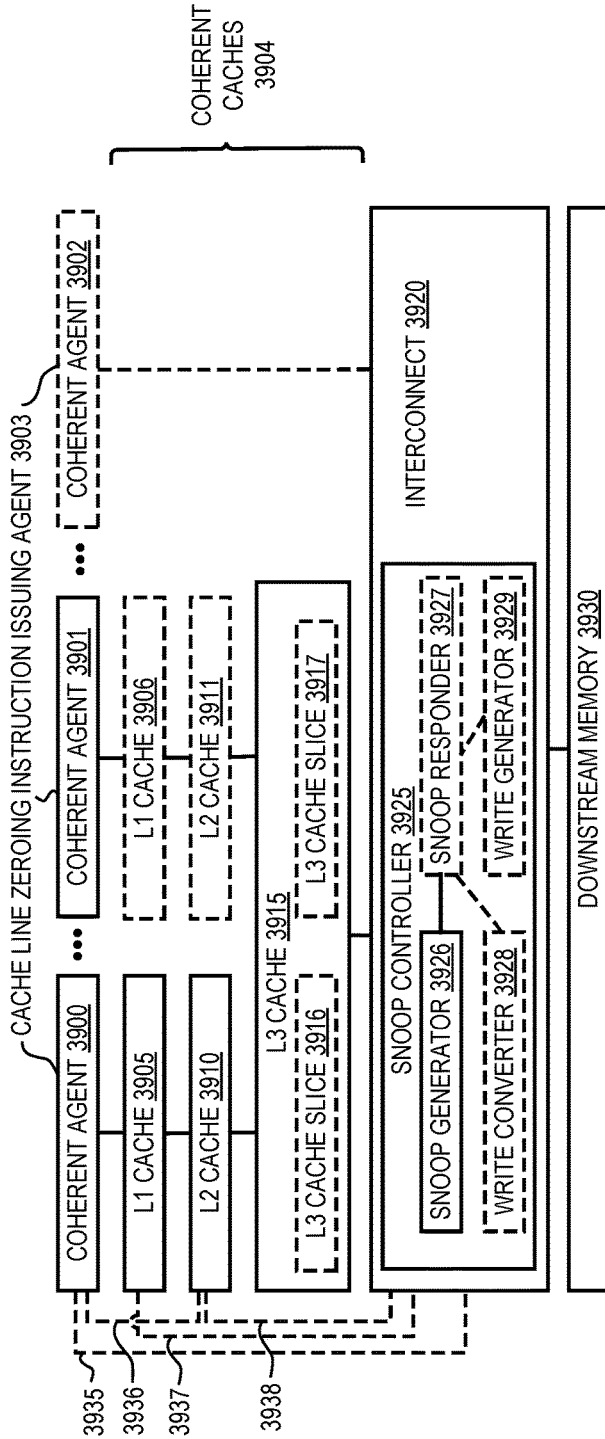 CACHE LINE ZEROING INSTRUCTION ISSUING AGENT 3903
COHERENT AGENT 3900
•••
COHERENT AGENT 3901
•••
COHERENT AGENT 3902
COHERENT
CACHES
3904
L1 CACHE 3905
L1 CACHE 3906
L2 CACHE 3910
L2 CACHE 3911
L3 CACHE 3915
L3 CACHE SLICE 3916
L3 CACHE SLICE 3917
INTERCONNECT 3920
SNOOP CONTROLLER 3925
SNOOP GENERATOR 3926
SNOOP RESPONDER 3927
WRITE CONVERTER 3928
WRITE GENERATOR 3929
DOWNSTREAM MEMORY 3930
3935
3936
3937
3938